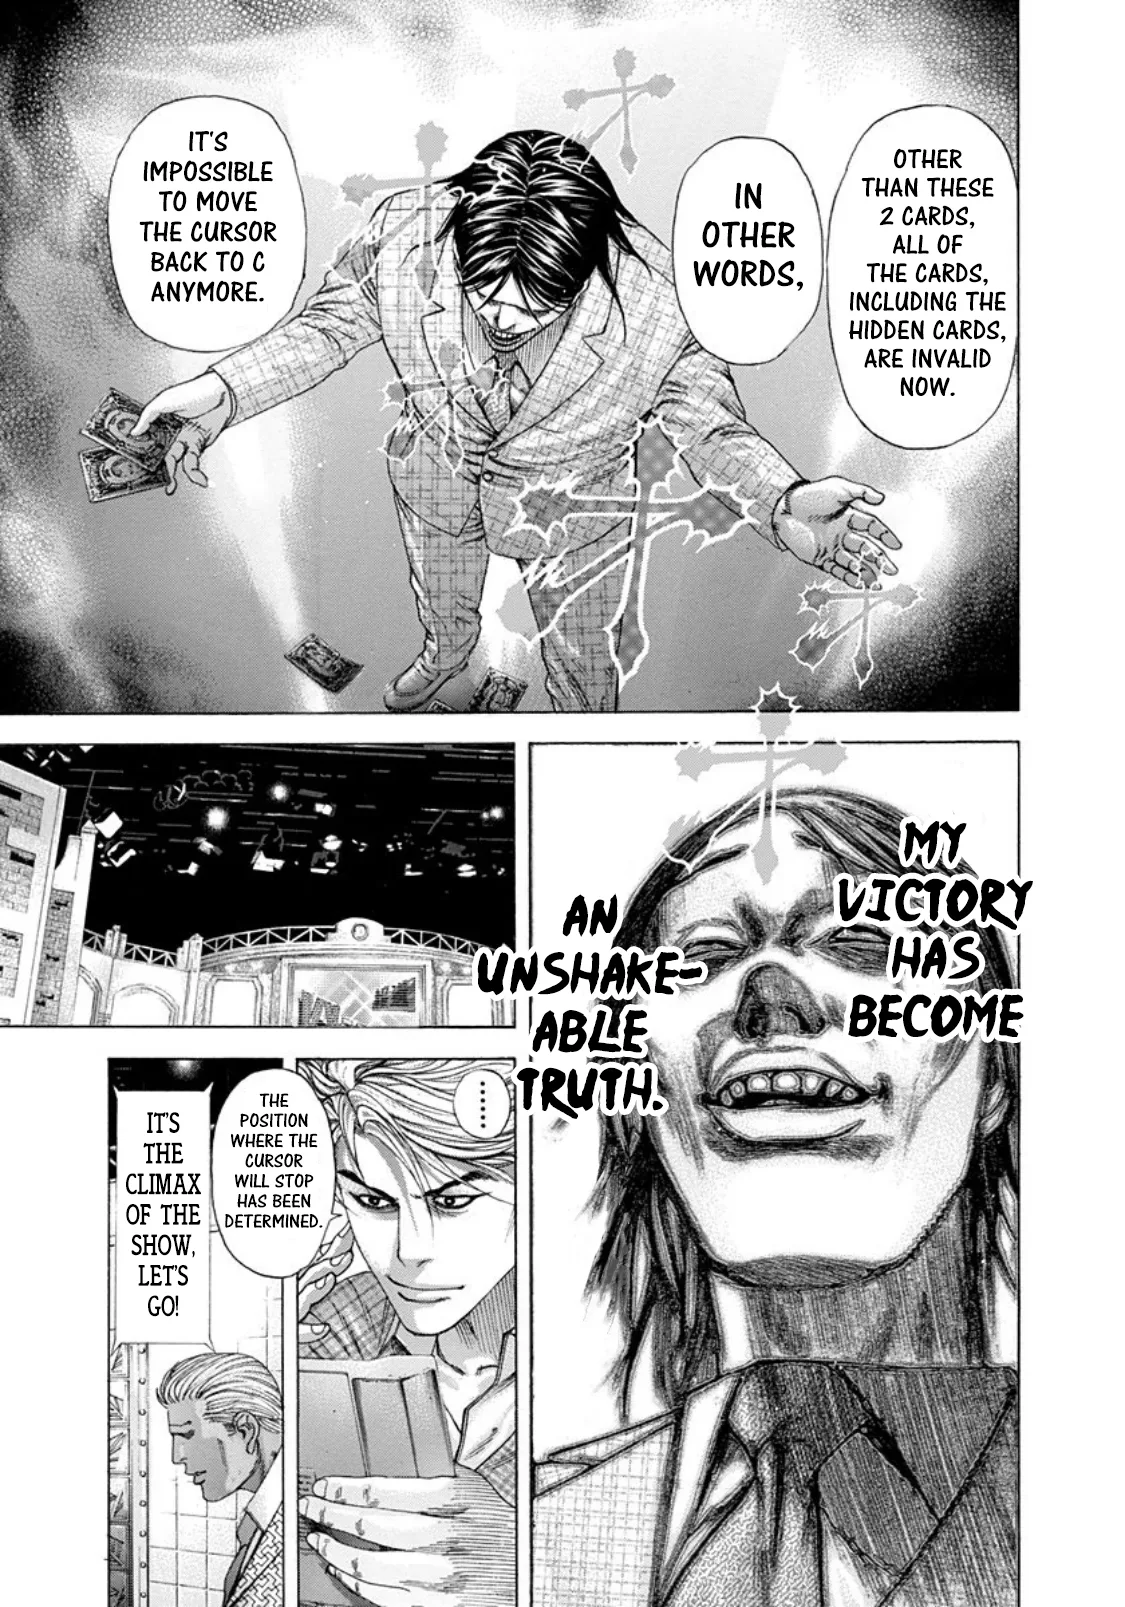 OTHER
THAN THESE
2 CARDS,
ALL OF
THE CARDS,
INCLUDING THE
HIDDEN CARDS,
ARE INVALID
NOW.
IN
OTHER
WORDS,
IT'S
IMPOSSIBLE
TO MOVE
THE CURSOR
BACK TO C
ANYMORE.
MY
VICTORY
HAS
BECOME
AN
UNSHAKE-
ABLE
TRUTH.
......
THE
POSITION
WHERE THE
CURSOR
WILL STOP
HAS BEEN
DETERMINED.
IT'S
THE
CLIMAX
OF THE
SHOW,
LET'S
GO!